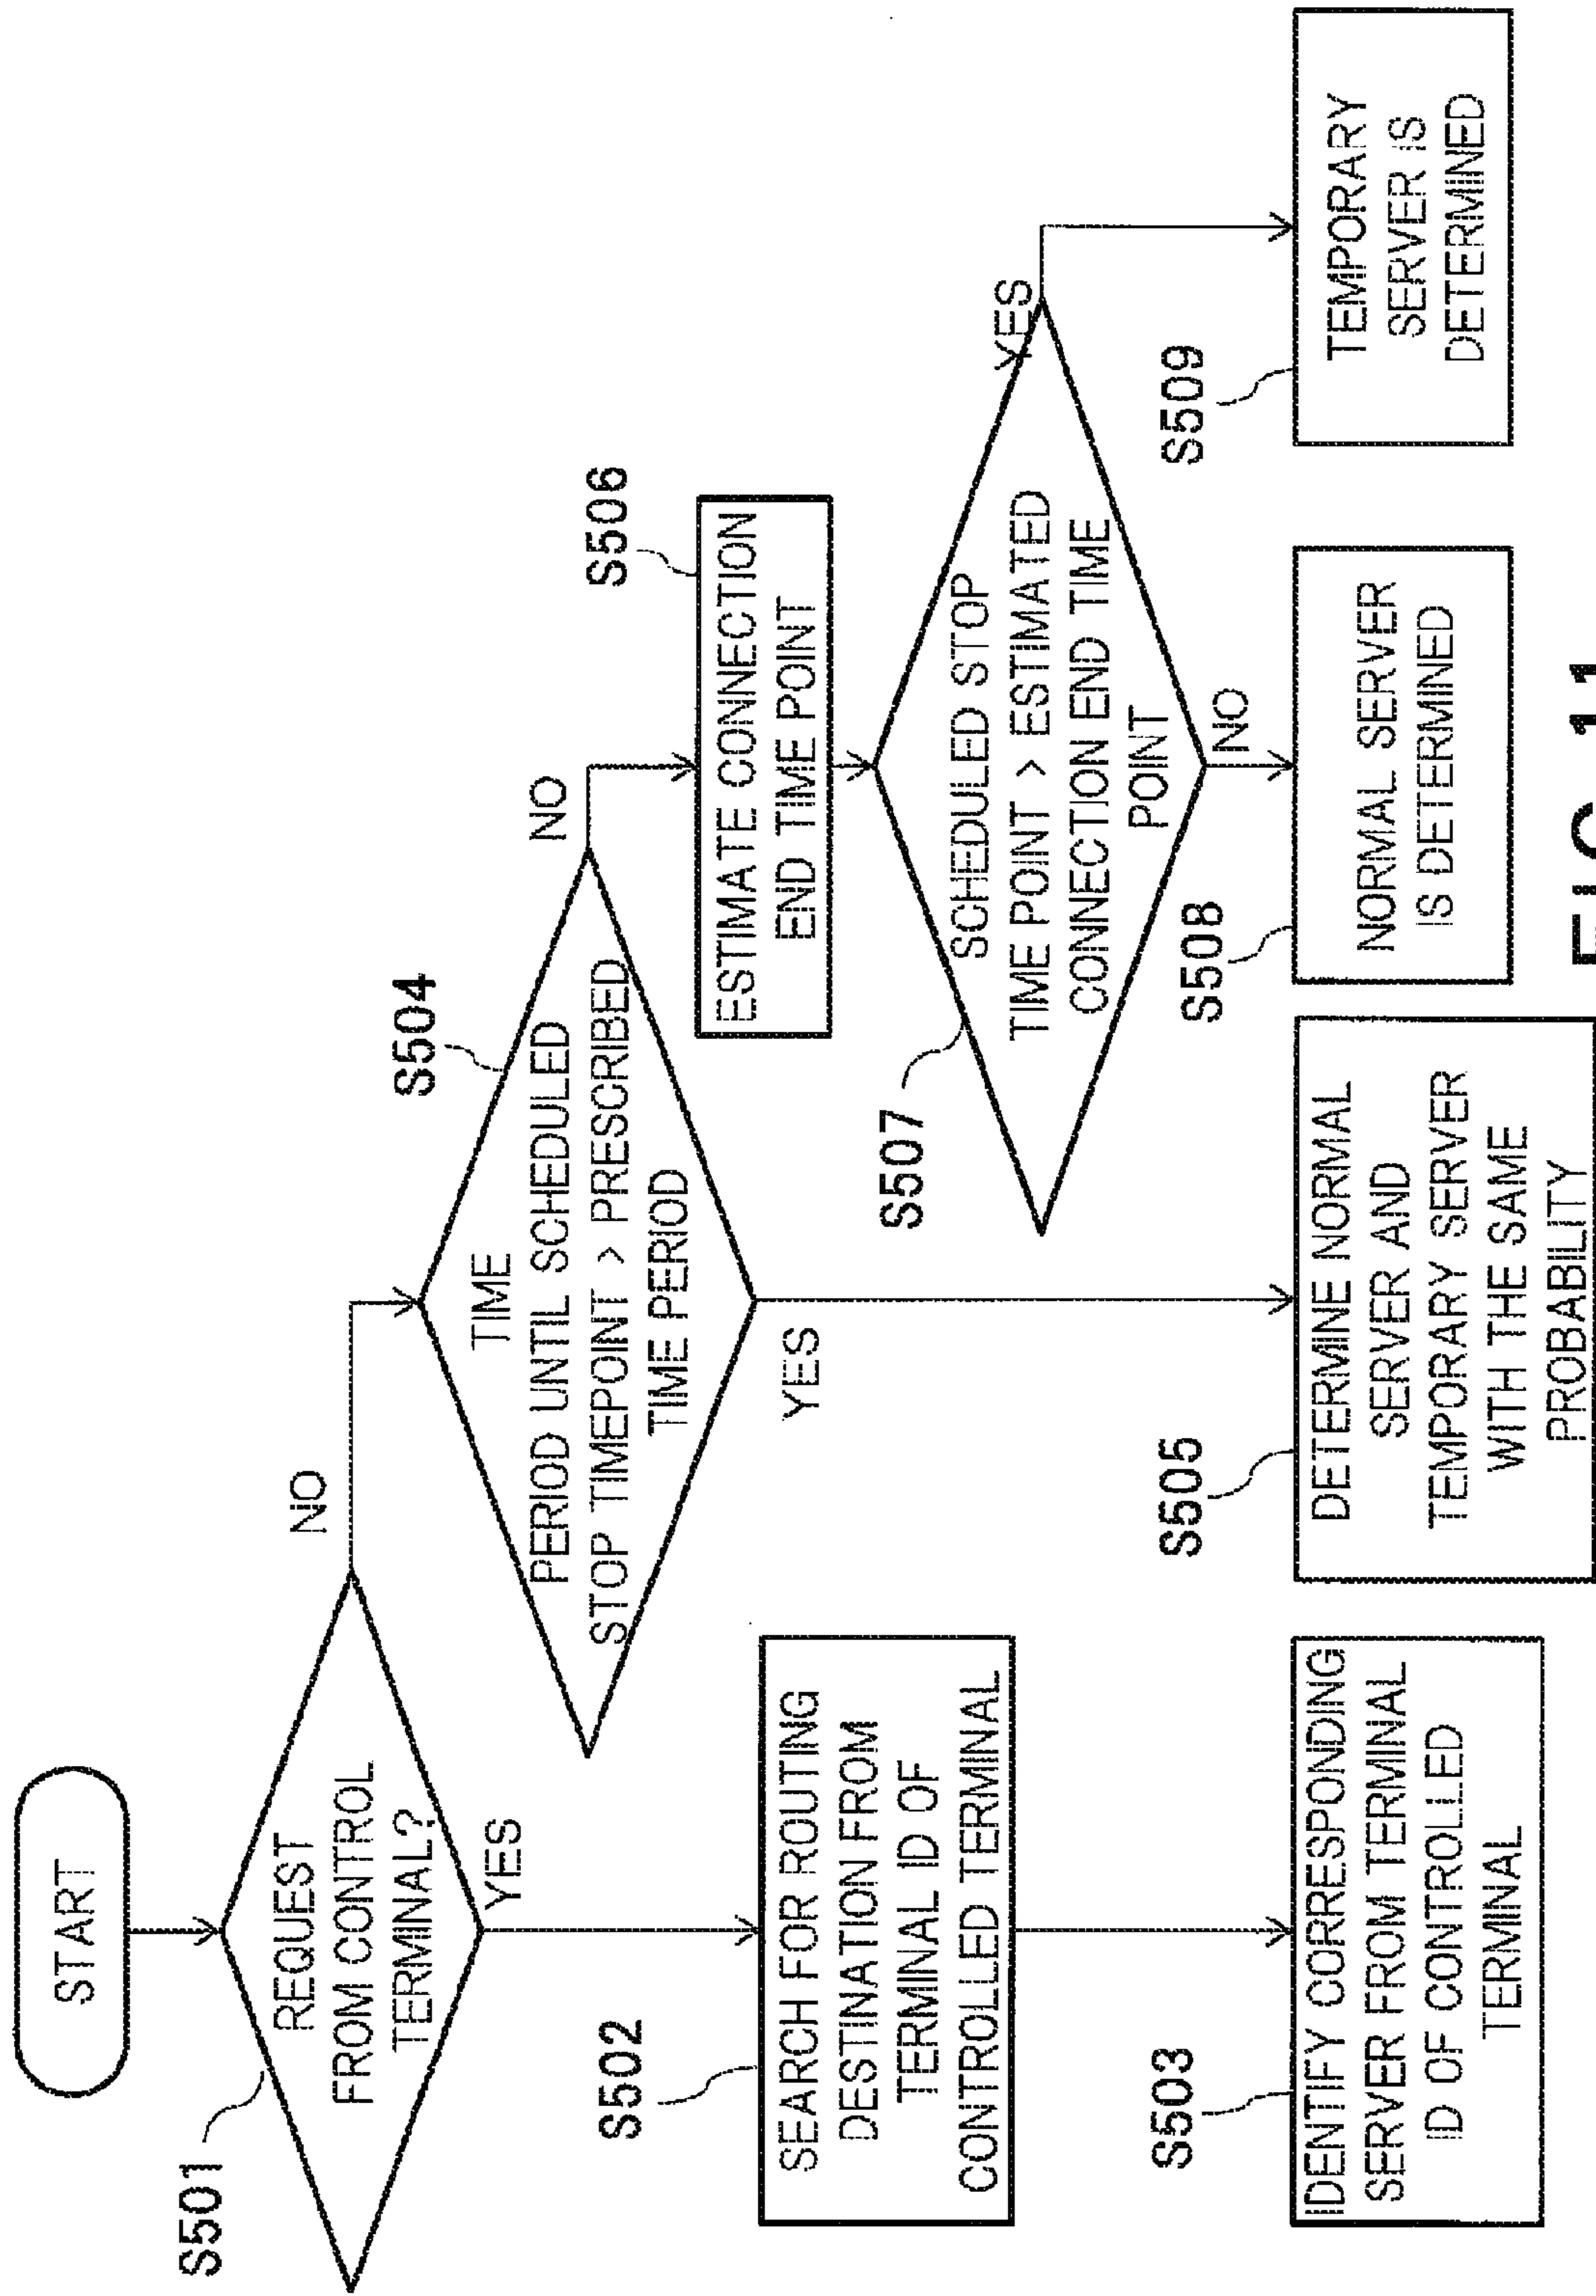 START
S501
REQUEST
FROM CONTROL
TERMINAL?
NO
YES
S502
SEARCH FOR ROUTING
DESTINATION FROM
TERMINAL ID OF
CONTROLLED TERMINAL
S503
IDENTIFY CORRESPONDING
SERVER FROM TERMINAL
ID OF CONTROLLED
TERMINAL
S504
TIME
PERIOD UNTIL SCHEDULED
STOP TIMEPOINT > PRESCRIBED
TIME PERIOD
NO
YES
S505
DETERMINE NORMAL
SERVER AND
TEMPORARY SERVER
WITH THE SAME
PROBABILITY
S506
ESTIMATE CONNECTION
END TIME POINT
S507
SCHEDULED STOP
TIME POINT > ESTIMATED
CONNECTION END TIME
POINT
YES
NO
S508
NORMAL SERVER
IS DETERMINED
S509
TEMPORARY
SERVER IS
DETERMINED
FIG. 11